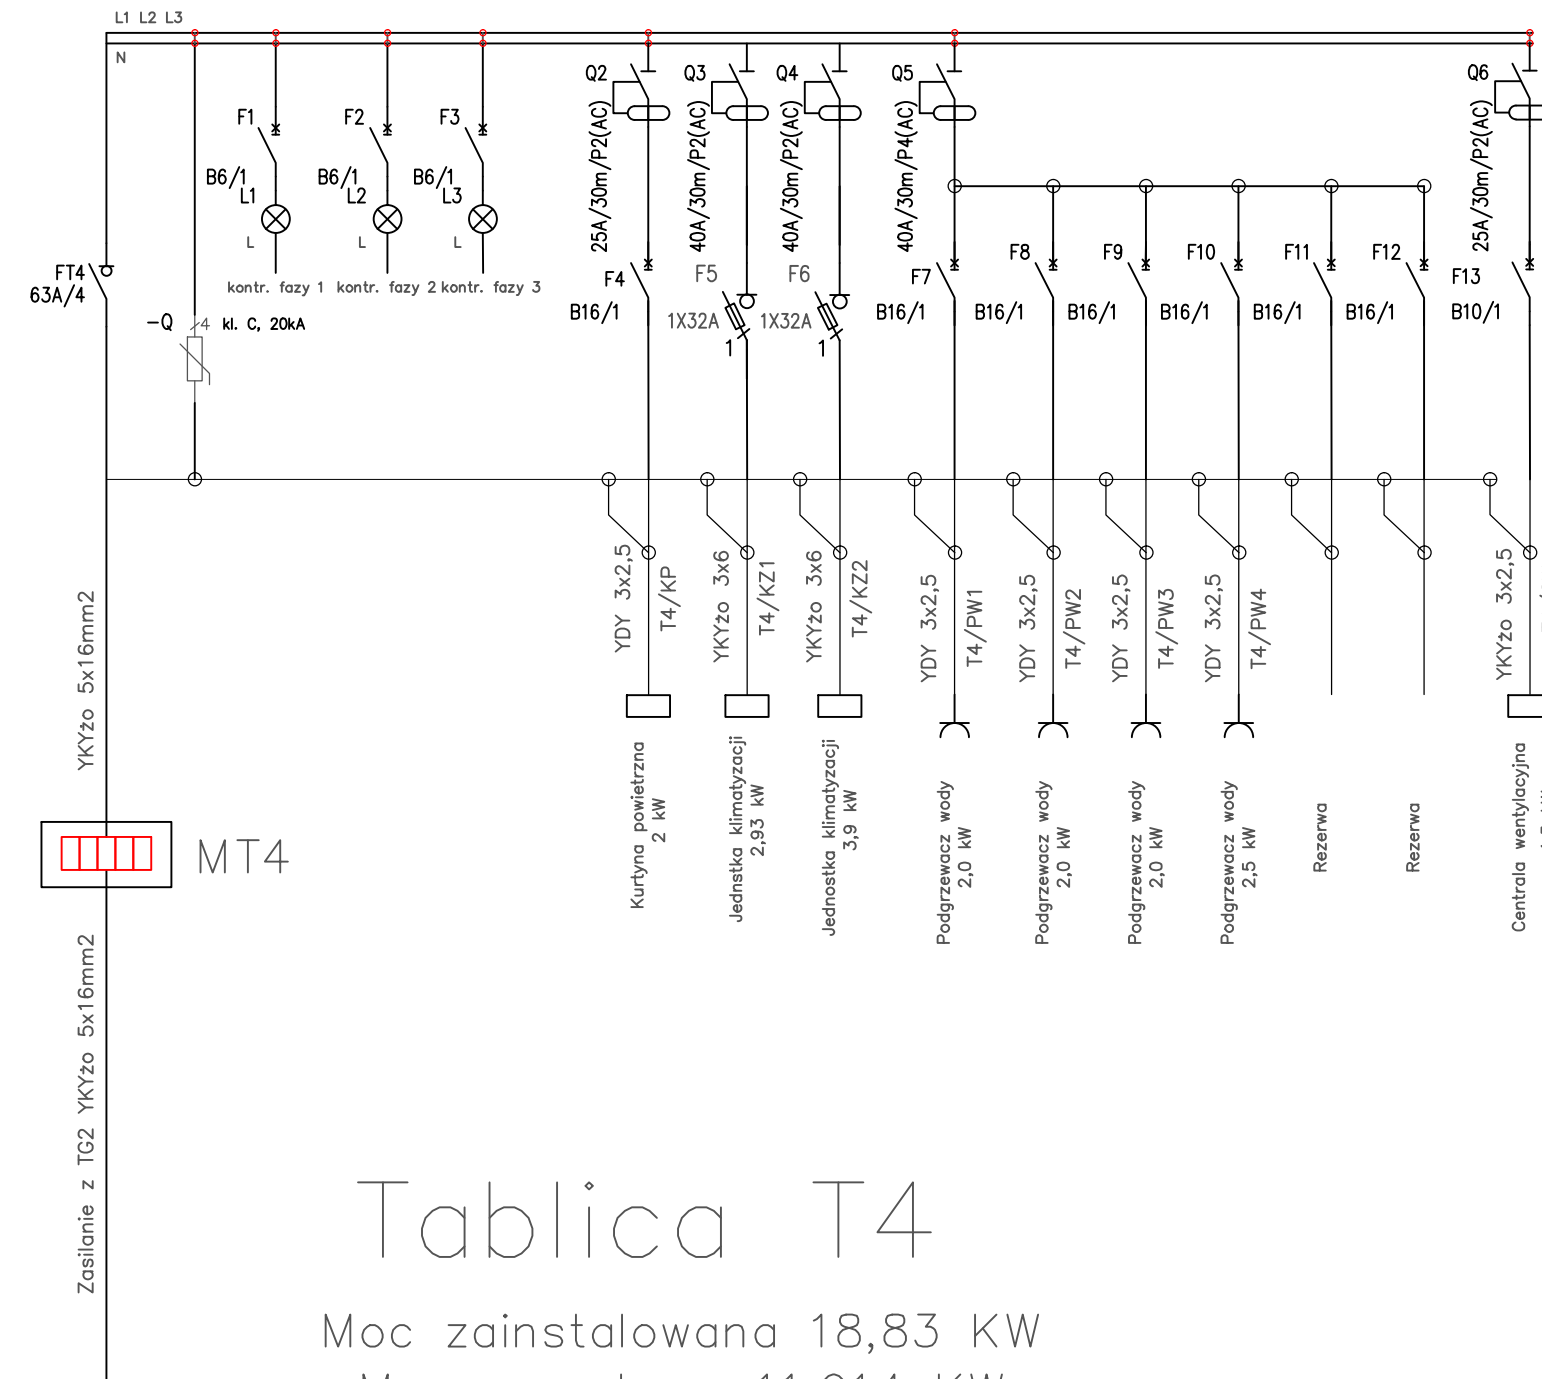 L1 L2 L3
N
Q2
Q3
Q4
Q5
Q6
25A/30m/P2(AC)
40A/30m/P2(AC)
40A/30m/P2(AC)
40A/30m/P4(AC)
25A/30m/P2(AC)
F1
F2
F3
B6/1
B6/1
B6/1
L1
L2
L3
L
L
L
kontr. fazy 1
kontr. fazy 2
kontr. fazy 3
FT4
63A/4
-Q
4
kl. C, 20kA
F4
F5
F6
F7
F8
F9
F10
F11
F12
F13
B16/1
1X32A
1X32A
B16/1
B16/1
B16/1
B16/1
B16/1
B16/1
B10/1
1
1
YDY 3x2,5
T4/KP
YKYżo 3x6
T4/KZ1
YKYżo 3x6
T4/KZ2
YDY 3x2,5
T4/PW1
YDY 3x2,5
T4/PW2
YDY 3x2,5
T4/PW3
YDY 3x2,5
T4/PW4
YKYżo 3x2,5
Kurtyna powietrzna
2 kW
Jednstka klimatyzacji
2,93 kW
Jednostka klimatyzacji
3,9 kW
Podgrzewacz wody
2,0 kW
Podgrzewacz wody
2,0 kW
Podgrzewacz wody
2,0 kW
Podgrzewacz wody
2,5 kW
Rezerwa
Rezerwa
Centrala wentylacyjna
YKYżo 5x16mm2
MT4
Zasilanie z TG2 YKYżo 5x16mm2
Tablica T4
Moc zainstalowana 18,83 KW